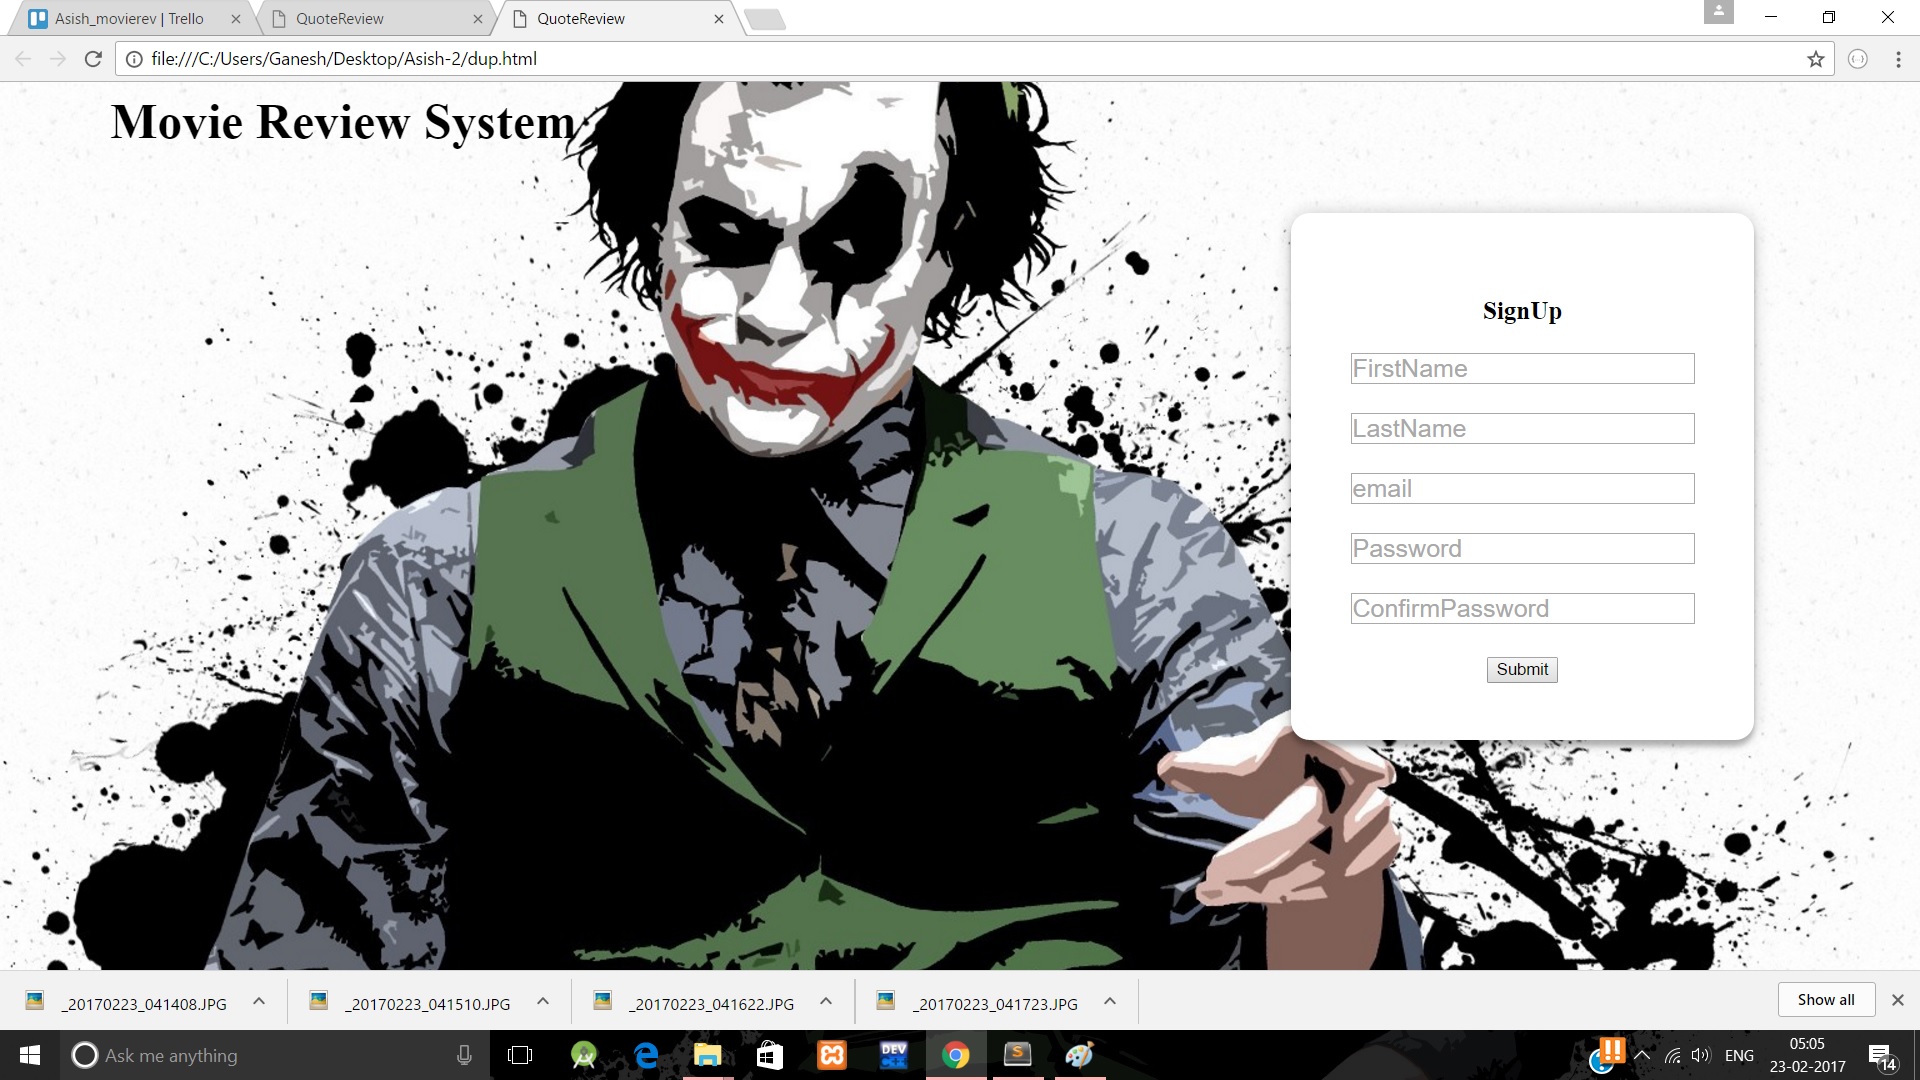 Asish_movierev | Trello
QuoteReview
QuoteReview
file:///C:/Users/Ganesh/Desktop/Asish-2/dup.html
Movie Review System
SignUp
FirstName
LastName
email
Password
ConfirmPassword
Submit
_20170223_041408.JPG
_20170223_041510.JPG
_20170223_041622.JPG
_20170223_041723.JPG
Show all
Ask me anything
DEV
S
ENG
05:05
23-02-2017
14